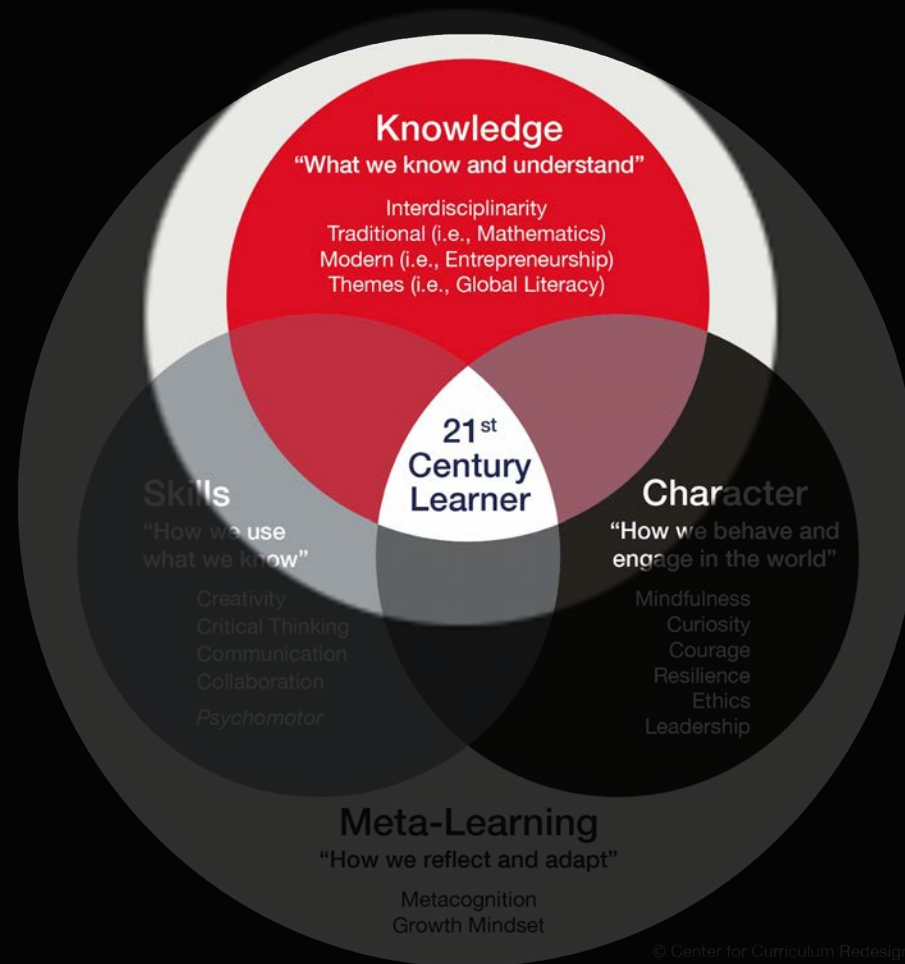 Knowledge
“What we know and understand”
Interdisciplinarity
Traditional (i.e., Mathematics)
Modern (i.e., Entrepreneurship)
Themes (i.e., Global Literacy)
21st
Century
Learner
Skills
“How we use
what we know”
Creativity
Critical Thinking
Communication
Collaboration
Psychomotor
Character
“How we behave and
engage in the world”
Mindfulness
Curiosity
Courage
Resilience
Ethics
Leadership
Meta-Learning
“How we reflect and adapt”
Metacognition
Growth Mindset
© Center for Curriculum Redesign